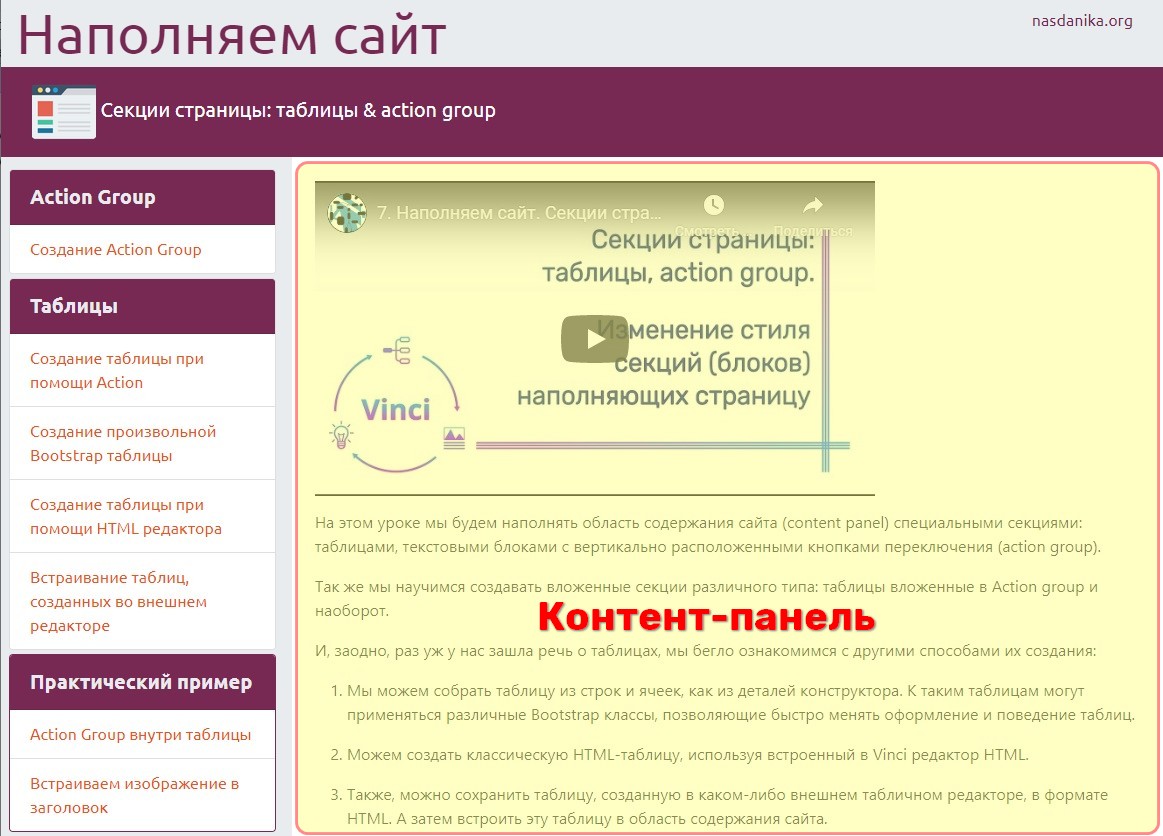 Наполняем сайт
nasdanika.org
Секции страницы: таблицы & action group
Action Group
Создание Action Group
Таблицы
Создание таблицы при
помощи Action
Создание произвольной
Bootstrap таблицы
Создание таблицы при
помощи HTML редактора
Встраивание таблиц,
созданных во внешнем
редакторе
Практический пример
Action Group внутри таблицы
Встраиваем изображение в
заголовок
7. Наполняем сайт. Секции стра...
Смотреть...
Поделиться
Секции страницы:
таблицы, action group.
Изменение стиля
секций (блоков)
наполняющих страницу
Vinci
На этом уроке мы будем наполнять область содержания сайта (content panel) специальными секциями:
таблицами, текстовыми блоками с вертикально расположенными кнопками переключения (action group).
Так же мы научимся создавать вложенные секции различного типа: таблицы вложенные в Action group и
наоборот.
Контент-панель
И, заодно, раз уж у нас зашла речь о таблицах, мы бегло ознакомимся с другими способами их создания:
1. Мы можем собрать таблицу из строк и ячеек, как из деталей конструктора. К таким таблицам могут
применяться различные Bootstrap классы, позволяющие быстро менять оформление и поведение таблиц.
2. Можем создать классическую HTML-таблицу, используя встроенный в Vinci редактор HTML.
3. Также, можно сохранить таблицу, созданную в каком-либо внешнем табличном редакторе, в формате
HTML. А затем встроить эту таблицу в область содержания сайта.